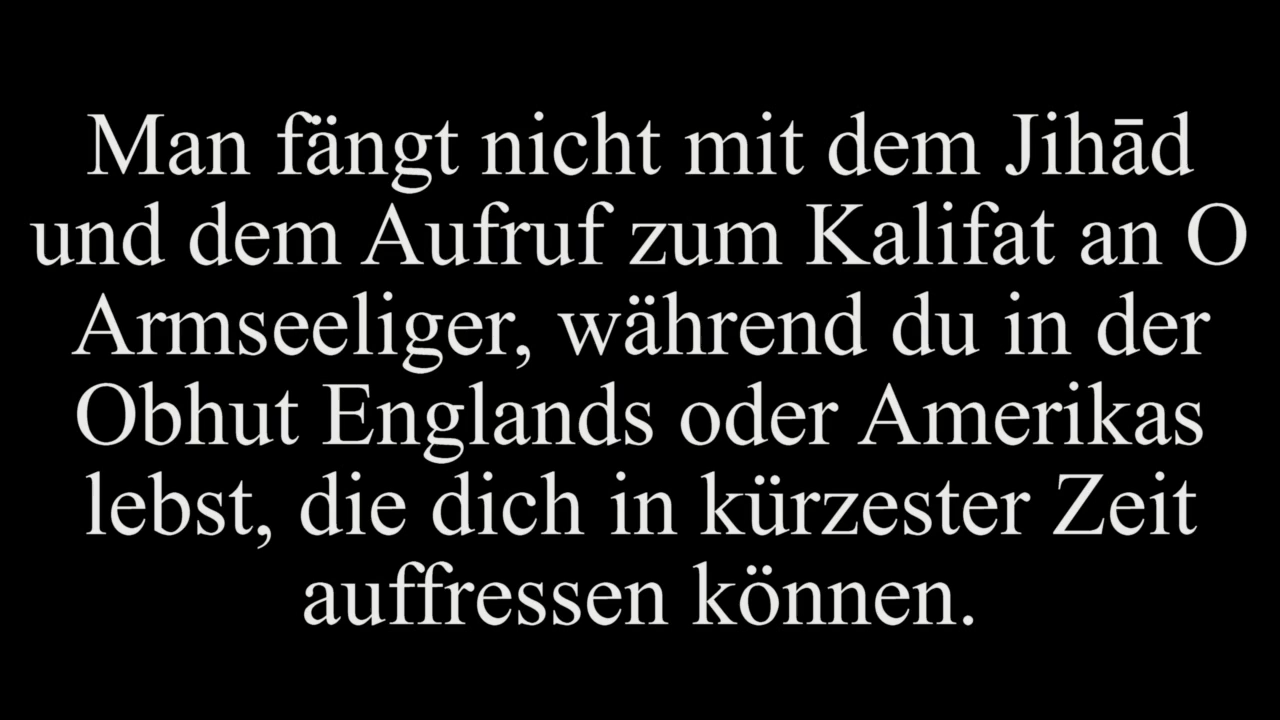 Man fängt nicht mit dem Jihād
und dem Aufruf zum Kalifat an O
Armseeliger, während du in der
Obhut Englands oder Amerikas
lebst, die dich in kürzester Zeit
auffressen können.